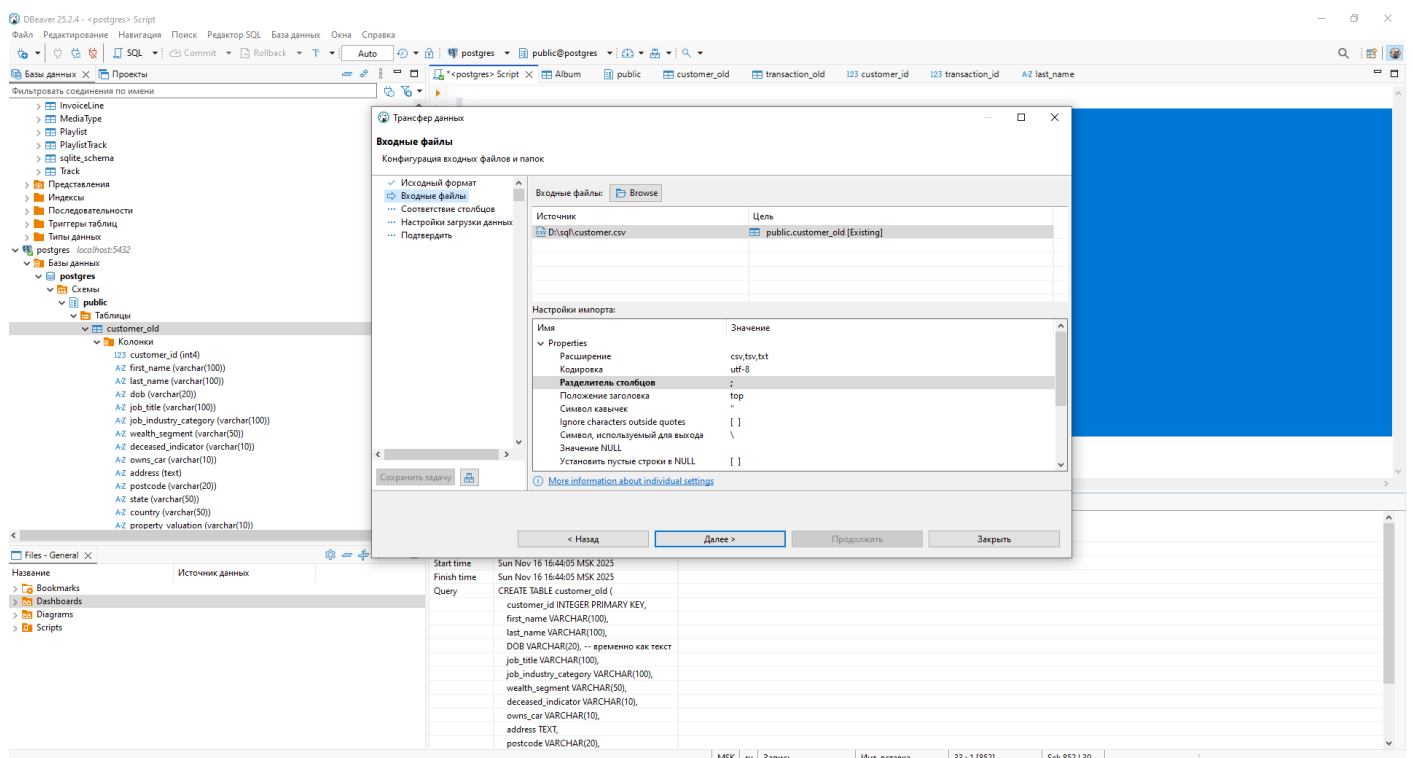 DBeaver 25.2.4 - <postgres> Script
Файл Редактирование Навигация Поиск Редактор SQL База данных Окна Справка
SQL Commit Rollback Auto postgres public@postgres
Базы данных Проекты
*<postgres> Script Album public customer_old transaction_old 123 customer_id 123 transaction_id A-Z last_name
Фильтровать соединения по имени
InvoiceLine
MediaType
Playlist
PlaylistTrack
sqlite_schema
Track
Представления
Индексы
Последовательности
Триггеры таблиц
Типы данных
postgres localhost:5432
Базы данных
postgres
Схемы
public
Таблицы
customer_old
Колонки
123 customer_id (int4)
A-Z first_name (varchar(100))
A-Z last_name (varchar(100))
A-Z dob (varchar(20))
A-Z job_title (varchar(100))
A-Z job_industry_category (varchar(100))
A-Z wealth_segment (varchar(50))
A-Z deceased_indicator (varchar(10))
A-Z owns_car (varchar(10))
A-Z address (text)
A-Z postcode (varchar(20))
A-Z state (varchar(50))
A-Z country (varchar(50))
A-Z property_valuation (varchar(10))
Трансфер данных
Входные файлы
Конфигурация входных файлов и папок
Исходный формат
Входные файлы
Соответствие столбцов
Настройки загрузки данных
Подтвердить
Входные файлы: Browse
Источник Цель
D:\sql\customer.csv public.customer_old [Existing]
Настройки импорта:
Имя Значение
Properties
Расширение csv,tsv,txt
Кодировка utf-8
Разделитель столбцов ;
Положение заголовка top
Символ кавычек "
Ignore characters outside quotes [ ]
Символ, используемый для выхода \
Значение NULL
Установить пустые строки в NULL [ ]
Сохранить задачу
More information about individual settings
< Назад Далее > Продолжить Закрыть
Files - General
Название Источник данных
Bookmarks
Dashboards
Diagrams
Scripts
Start time Sun Nov 16 16:44:05 MSK 2025
Finish time Sun Nov 16 16:44:05 MSK 2025
Query CREATE TABLE customer_old (
customer_id INTEGER PRIMARY KEY,
first_name VARCHAR(100),
last_name VARCHAR(100),
DOB VARCHAR(20), -- временно как текст
job_title VARCHAR(100),
job_industry_category VARCHAR(100),
wealth_segment VARCHAR(50),
deceased_indicator VARCHAR(10),
owns_car VARCHAR(10),
address TEXT,
postcode VARCHAR(20),